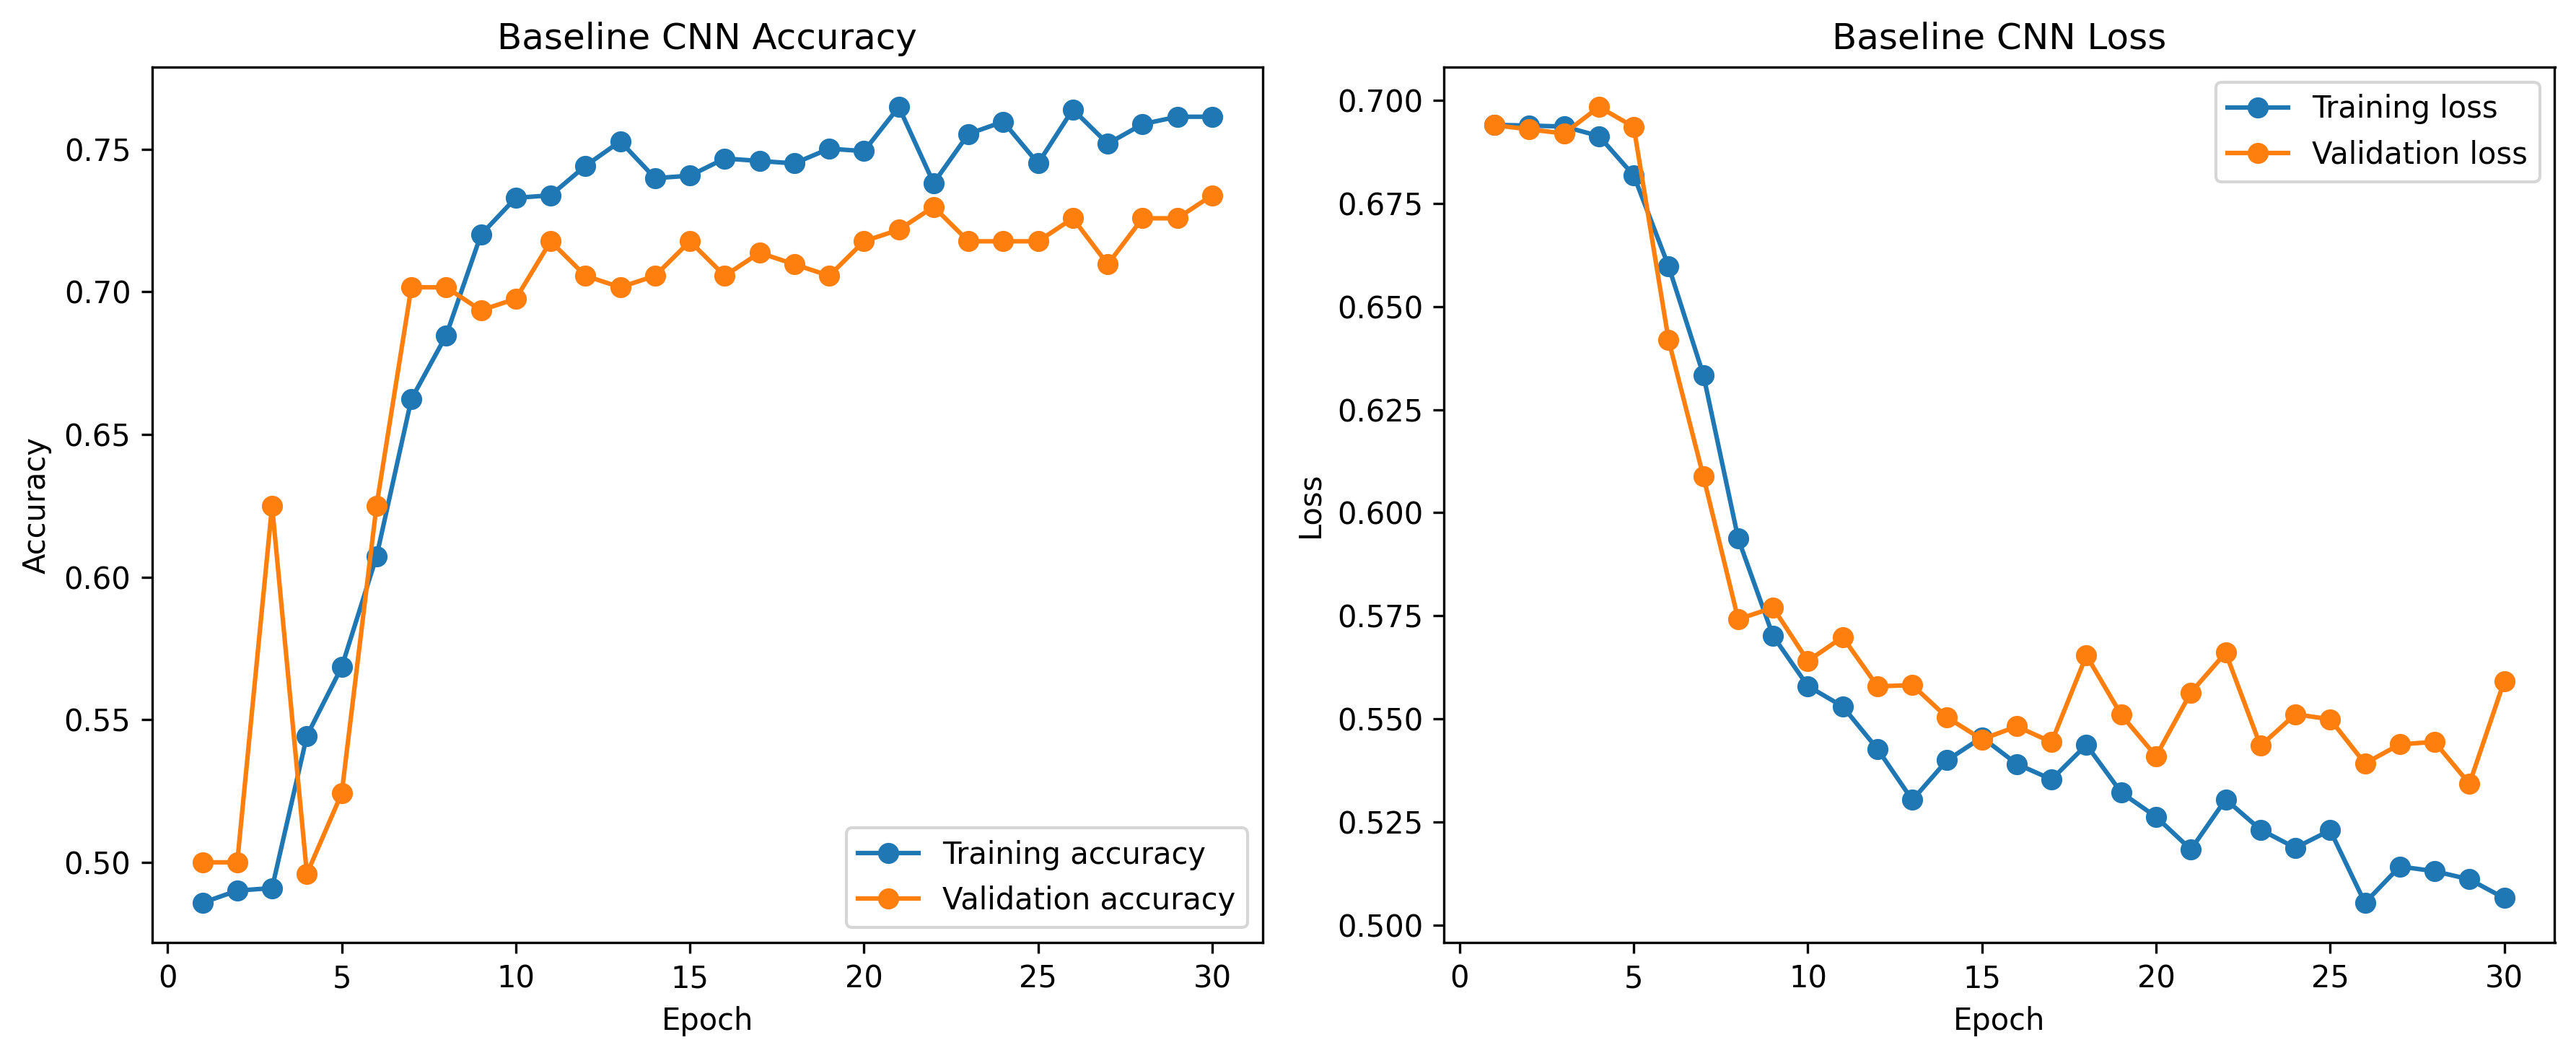 Baseline CNN Accuracy
Accuracy
0.75
0.70
0.65
0.60
0.55
0.50
Training accuracy
Validation accuracy
0 5 10 15 20 25 30
Epoch
Baseline CNN Loss
Loss
0.700
0.675
0.650
0.625
0.600
0.575
0.550
0.525
0.500
Training loss
Validation loss
0 5 10 15 20 25 30
Epoch